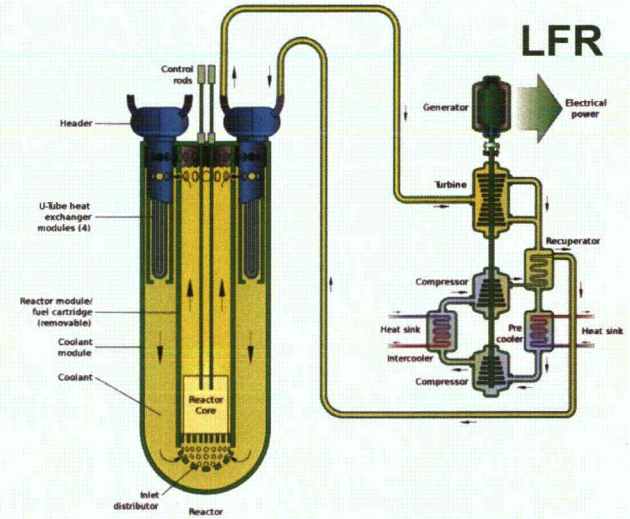 LFR
Control
rods
Generator
Electrical
power
Header
Turbine
U-Tube heat
exchanger
modules (4)
Recuperator
Compressor
Reactor module/
fuel cartridge
(removable)
Heat sink
Pre
cooler
Heat sink
Coolant
module
Intercooler
Compressor
Coolant
Reactor
Core
Inlet
distributor
Reactor